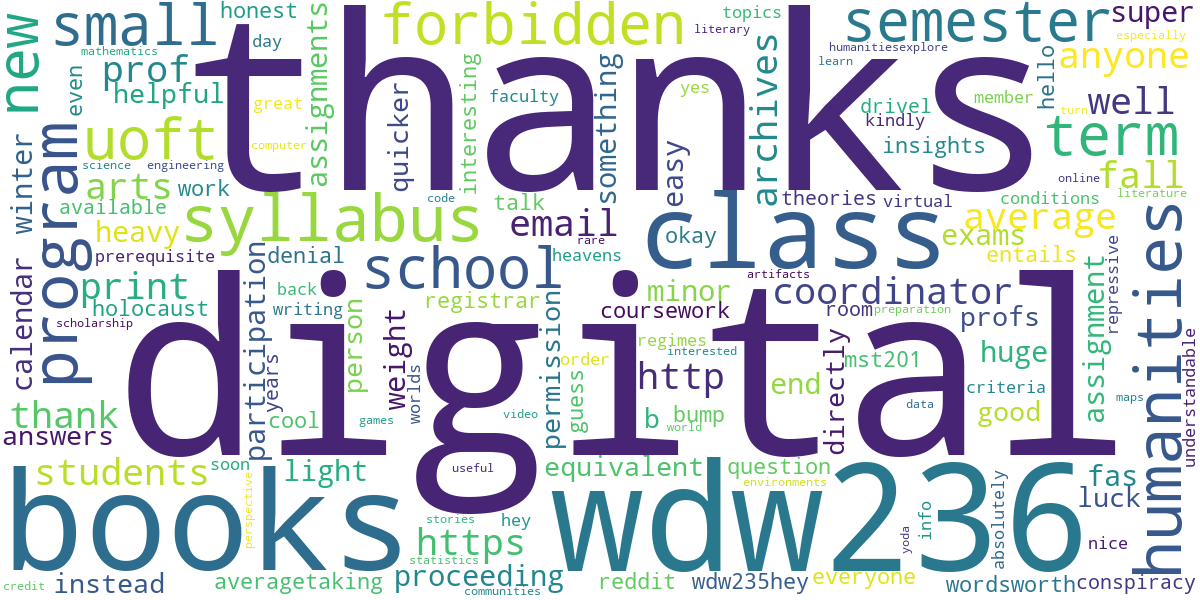 thanks
digital
books
wdw236
class
humanities
syllabus
school
program
semester
forbidden
small
uoft
new
term
prof
honest
day
topics
literary
super
especially
mathematics
even
helpful
assignments
great
computer
quicker
interesting
faculty
something
yes
archives
humanitiesexplore
learn
hello
anyone
drivel
kindly
member
turn
well
insights
science
engineering
arts
work
winter
available
code
talk
easy
theories
virtual
online
conditions
fall
literature
heavy
email
rare
okay
average
exams
entails
prerequisite
participation
denial
heavens
artifacts
repressive
calendar
print
holocaust
back
writing
registrar
minor
coursework
coordinator
room
preparation
profs
scholarship
person
weight
permission
regimes
interested
order
http
end
directly
mst201
huge
assignment
understandable
criteria
maps
thank
years
cool
games
worlds
video
guess
b
bump
world
data
good
answers
students
soon
light
useful
equivalent
question
environments
fas
luck
perspective
stories
hey
https
statistics
info
yoda
absolutely
nice
credit
instead
averagetaking
proceeding
communities
reddit
wdw235hey
everyone
wordsworth
conspiracy